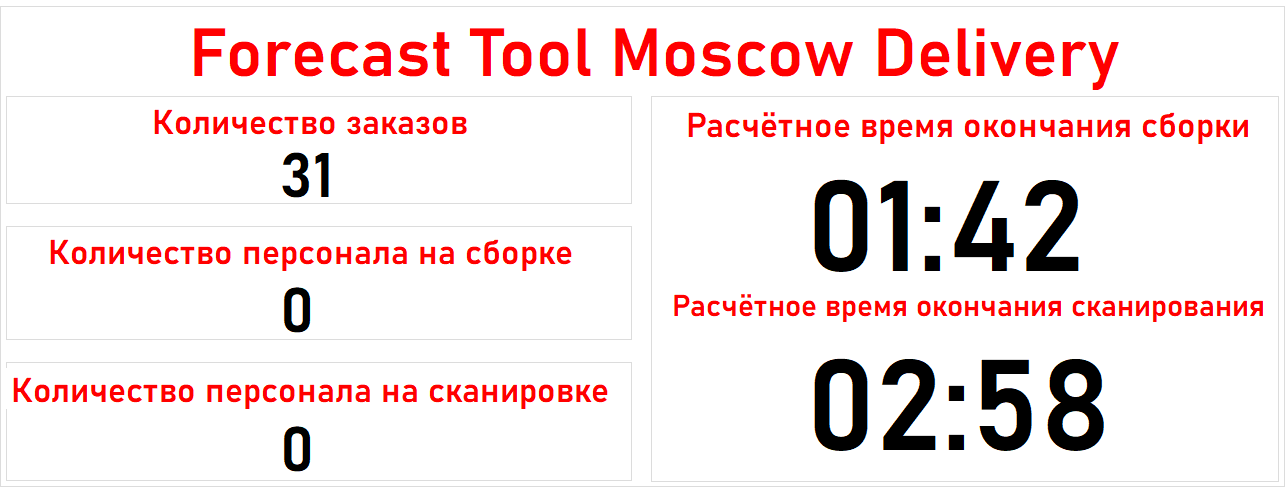 Forecast Tool Moscow Delivery
Количество заказов
31
Количество персонала на сборке
0
Количество персонала на сканировке
0
Расчётное время окончания сборки
01:42
Расчётное время окончания сканирования
02:58